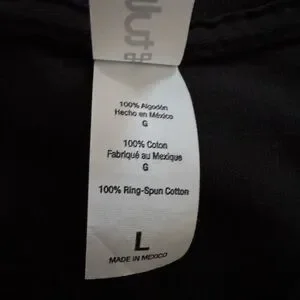 100% Algodón
Hecho en México
G
100% Coton
Fabriqué au Mexique
G
100% Ring-Spun Cotton
L
MADE IN MEXICO